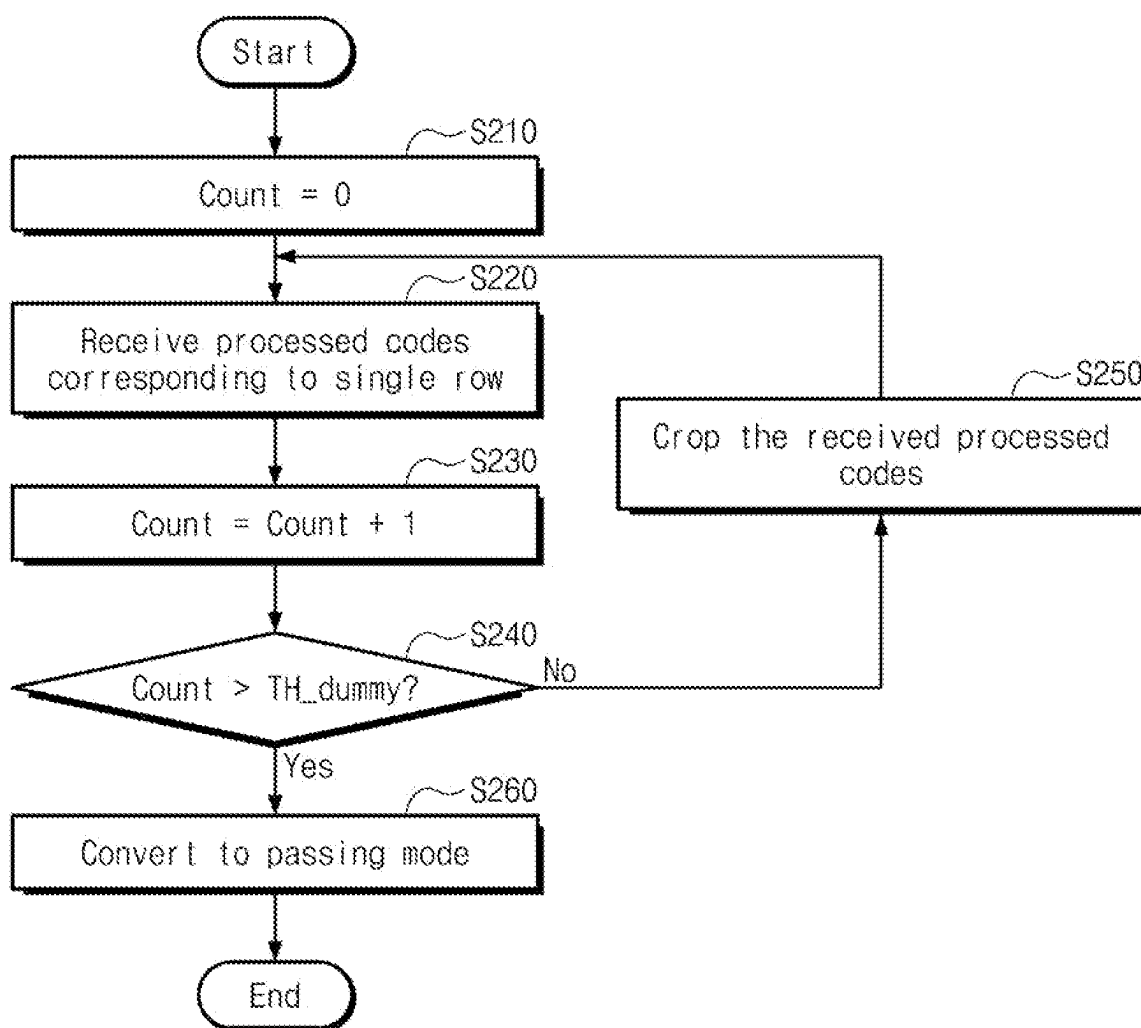 Start
S210
Count = 0
S220
Receive processed codes
corresponding to single row
S250
Crop the received processed
codes
S230
Count = Count + 1
S240
Count > TH_dummy?
No
Yes
S260
Convert to passing mode
End